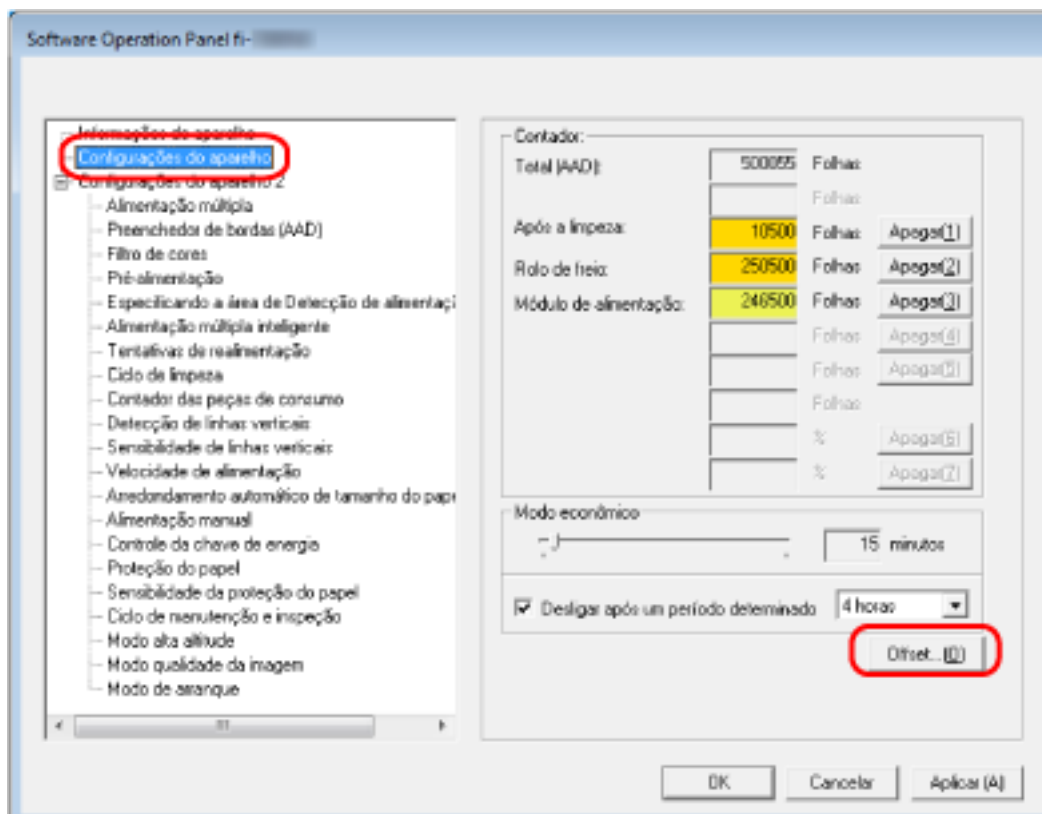 Software Operation Panel fi-
Informações do aparelho
Configurações do aparelho
Configurações do aparelho 2
Alimentação múltipla
Preenchedor de bordas (AAD)
Filtro de cores
Pré-alimentação
Especificando a área de Detecção de alimentaçã
Alimentação múltipla inteligente
Tentativas de realimentação
Ciclo de limpeza
Contador das peças de consumo
Detecção de linhas verticais
Sensibilidade de linhas verticais
Velocidade de alimentação
Arredondamento automático de tamanho do pape
Alimentação manual
Controle da chave de energia
Proteção do papel
Sensibilidade da proteção do papel
Ciclo de manutenção e inspeção
Modo alta altitude
Modo qualidade da imagem
Modo de arranque
Contador:
Total (AAD): 500055 Folhas
Folhas
Após a limpeza: 10500 Folhas Apagar(1)
Rolo de freio: 250500 Folhas Apagar(2)
Módulo de alimentação: 246500 Folhas Apagar(3)
Folhas Apagar(4)
Folhas Apagar(5)
Folhas
% Apagar(6)
% Apagar(7)
Modo econômico
15 minutos
Desligar após um período determinado 4 horas
Offset...(O)
OK Cancelar Aplicar (A)